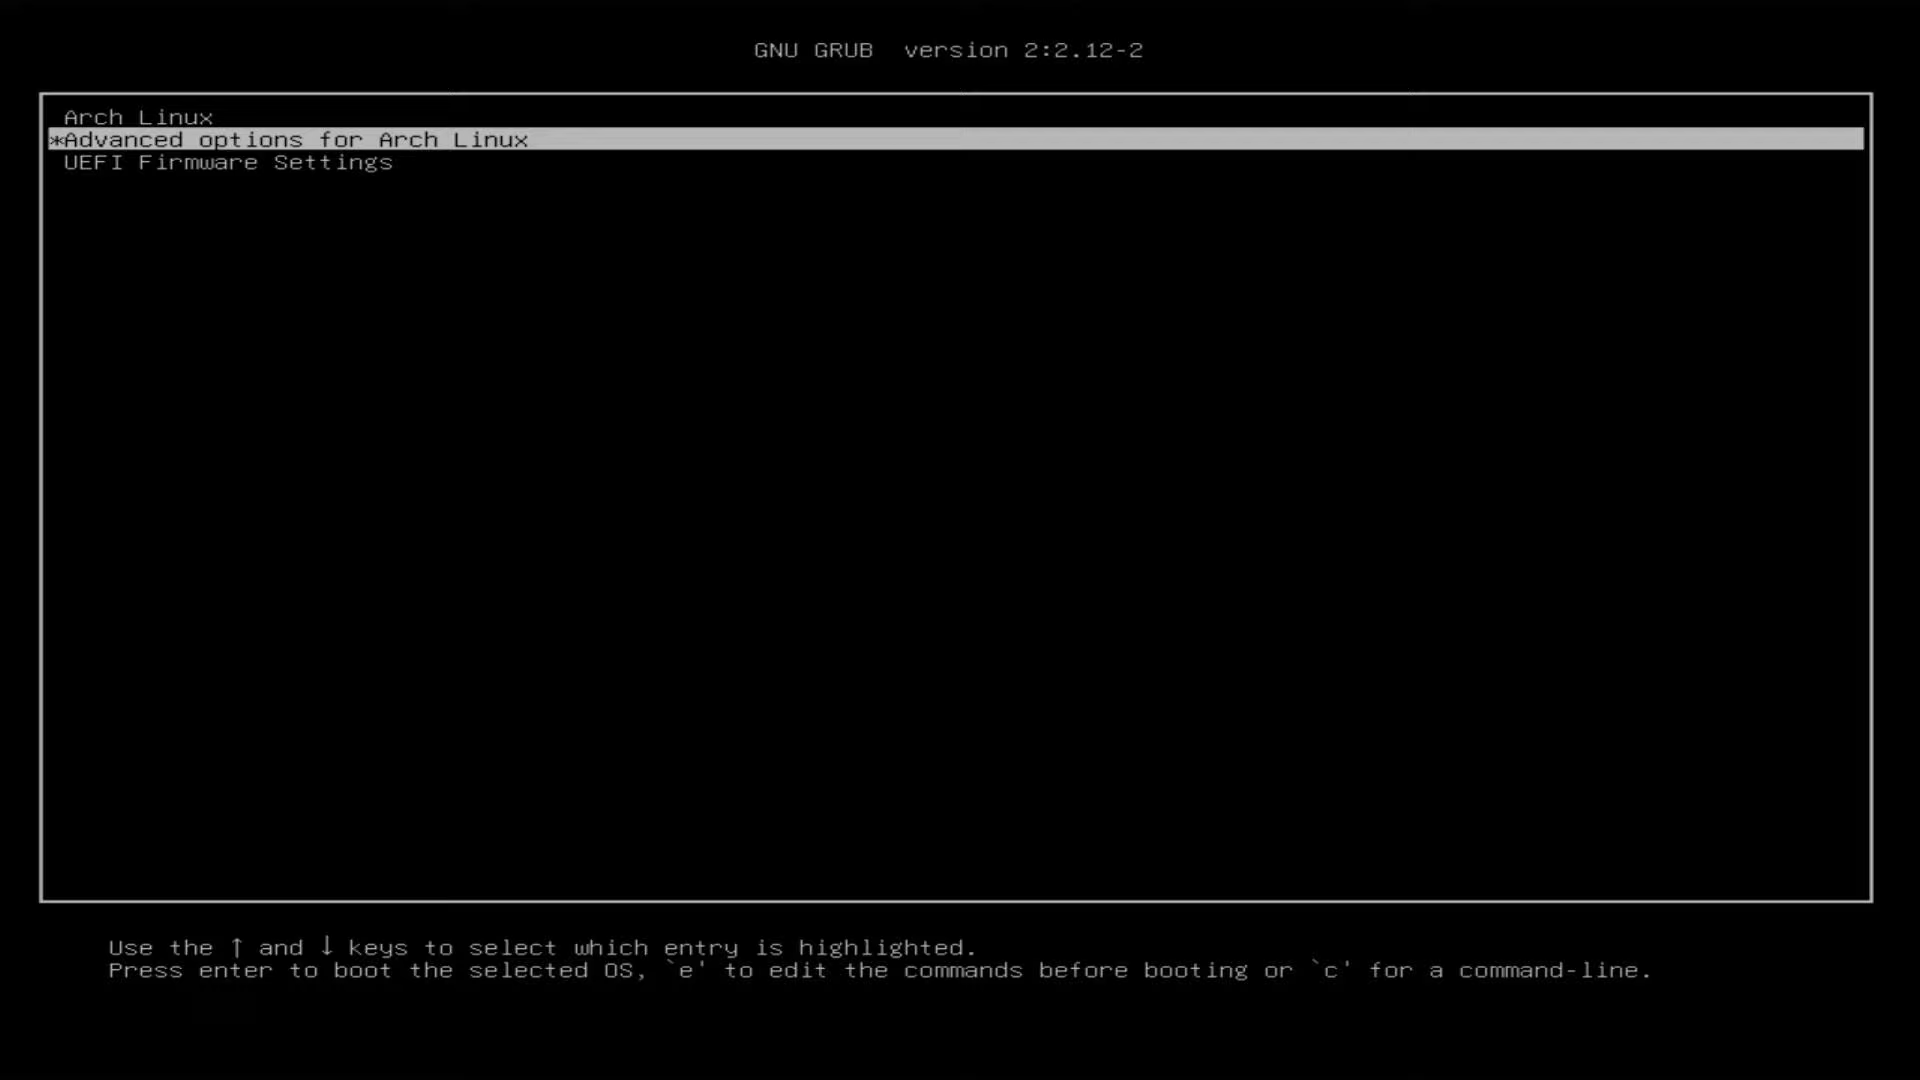 GNU GRUB  version 2:2.12-2
Arch Linux
*Advanced options for Arch Linux
UEFI Firmware Settings
Use the ↑ and ↓ keys to select which entry is highlighted.
Press enter to boot the selected OS, `e' to edit the commands before booting or `c' for a command-line.